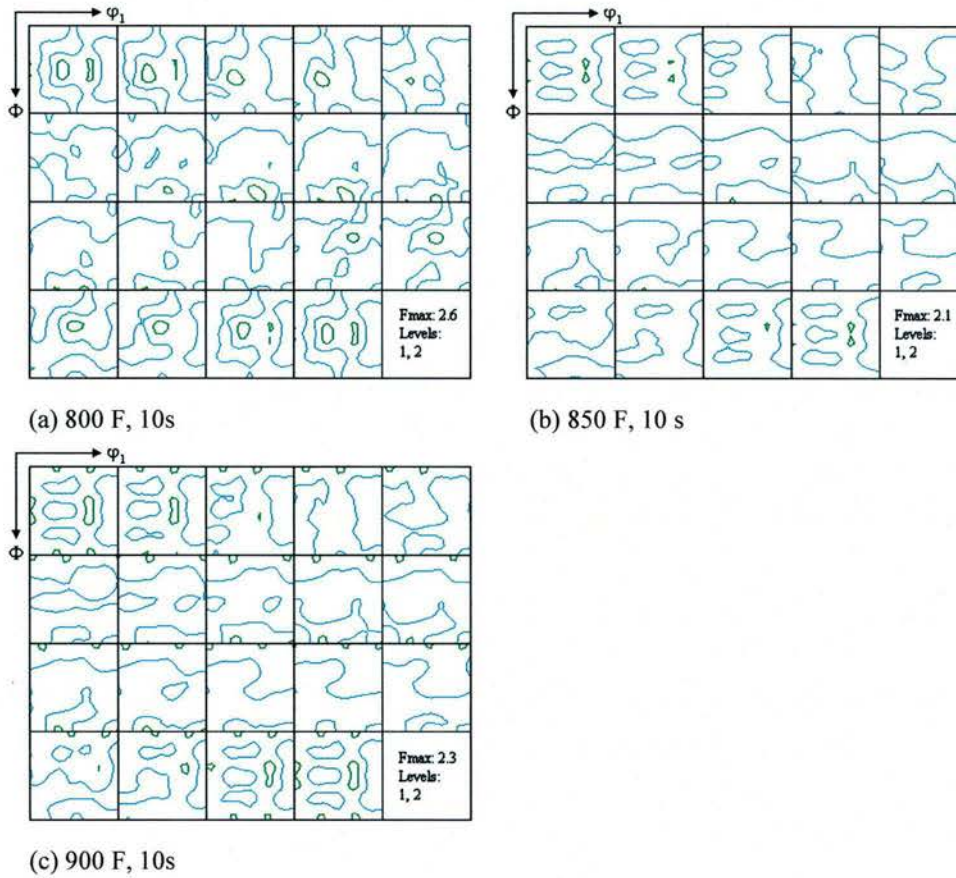 φ₁
Φ
Fmax: 2.6
Levels:
1, 2
(a) 800 F, 10s
φ₁
Φ
Fmax: 2.1
Levels:
1, 2
(b) 850 F, 10 s
φ₁
Φ
Fmax: 2.3
Levels:
1, 2
(c) 900 F, 10s